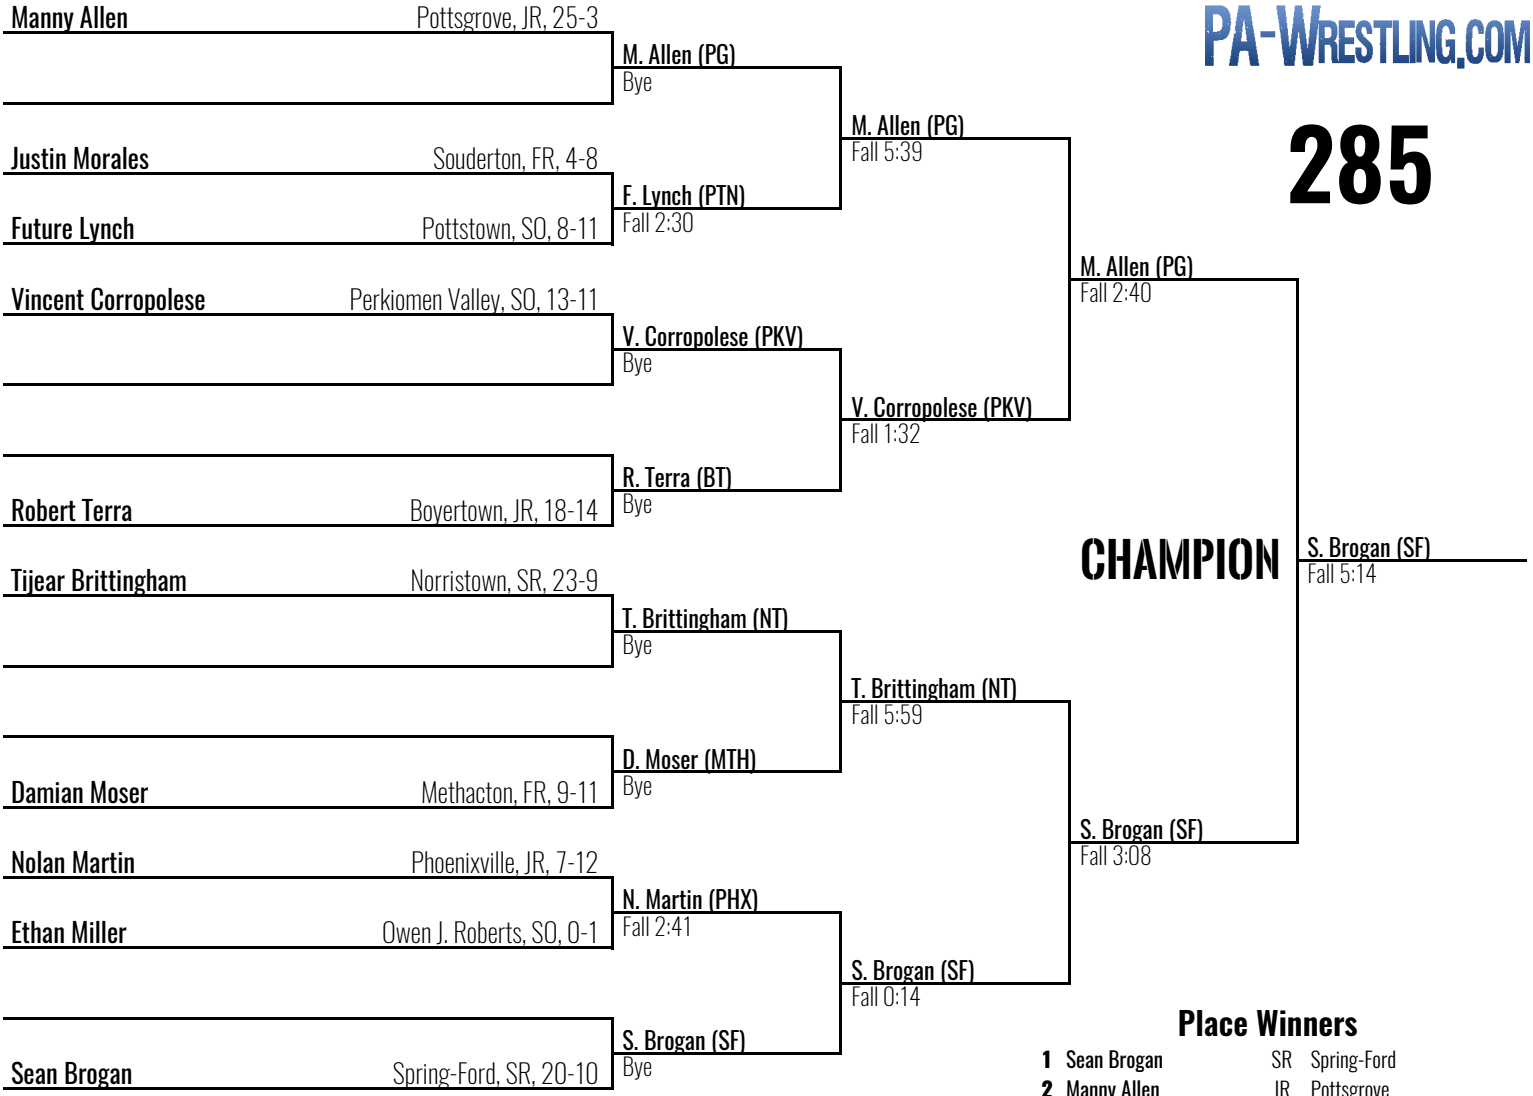 Manny Allen Pottsgrove, JR, 25-3
PA-WRESTLING.COM
M. Allen (PG)
Bye
285
M. Allen (PG)
Fall 5:39
Justin Morales Souderton, FR, 4-8
F. Lynch (PTN)
Fall 2:30
Future Lynch Pottstown, SO, 8-11
M. Allen (PG)
Fall 2:40
Vincent Corropolese Perkiomen Valley, SO, 13-11
V. Corropolese (PKV)
Bye
V. Corropolese (PKV)
Fall 1:32
R. Terra (BT)
Bye
Robert Terra Boyertown, JR, 18-14
CHAMPION
S. Brogan (SF)
Fall 5:14
Tijear Brittingham Norristown, SR, 23-9
T. Brittingham (NT)
Bye
T. Brittingham (NT)
Fall 5:59
D. Moser (MTH)
Bye
Damian Moser Methacton, FR, 9-11
S. Brogan (SF)
Fall 3:08
Nolan Martin Phoenixville, JR, 7-12
N. Martin (PHX)
Fall 2:41
Ethan Miller Owen J. Roberts, SO, 0-1
S. Brogan (SF)
Fall 0:14
S. Brogan (SF)
Bye
Sean Brogan Spring-Ford, SR, 20-10
Place Winners
1 Sean Brogan SR Spring-Ford
2 Manny Allen JR Pottsgrove